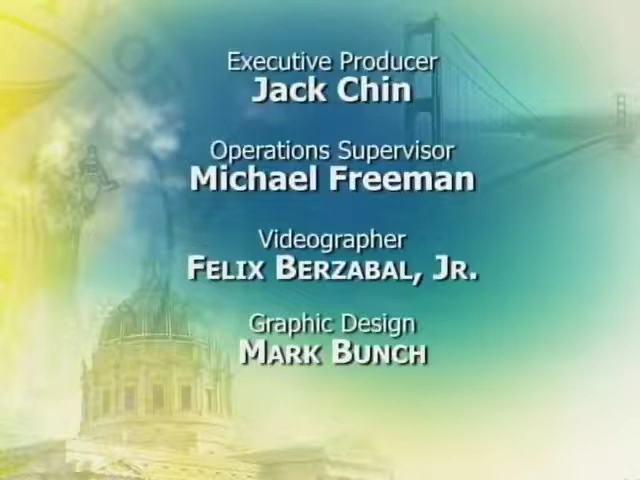 Executive Producer
Jack Chin
Operations Supervisor
Michael Freeman
Videographer
FELIX BERZABAL, JR.
Graphic Design
MARK BUNCH